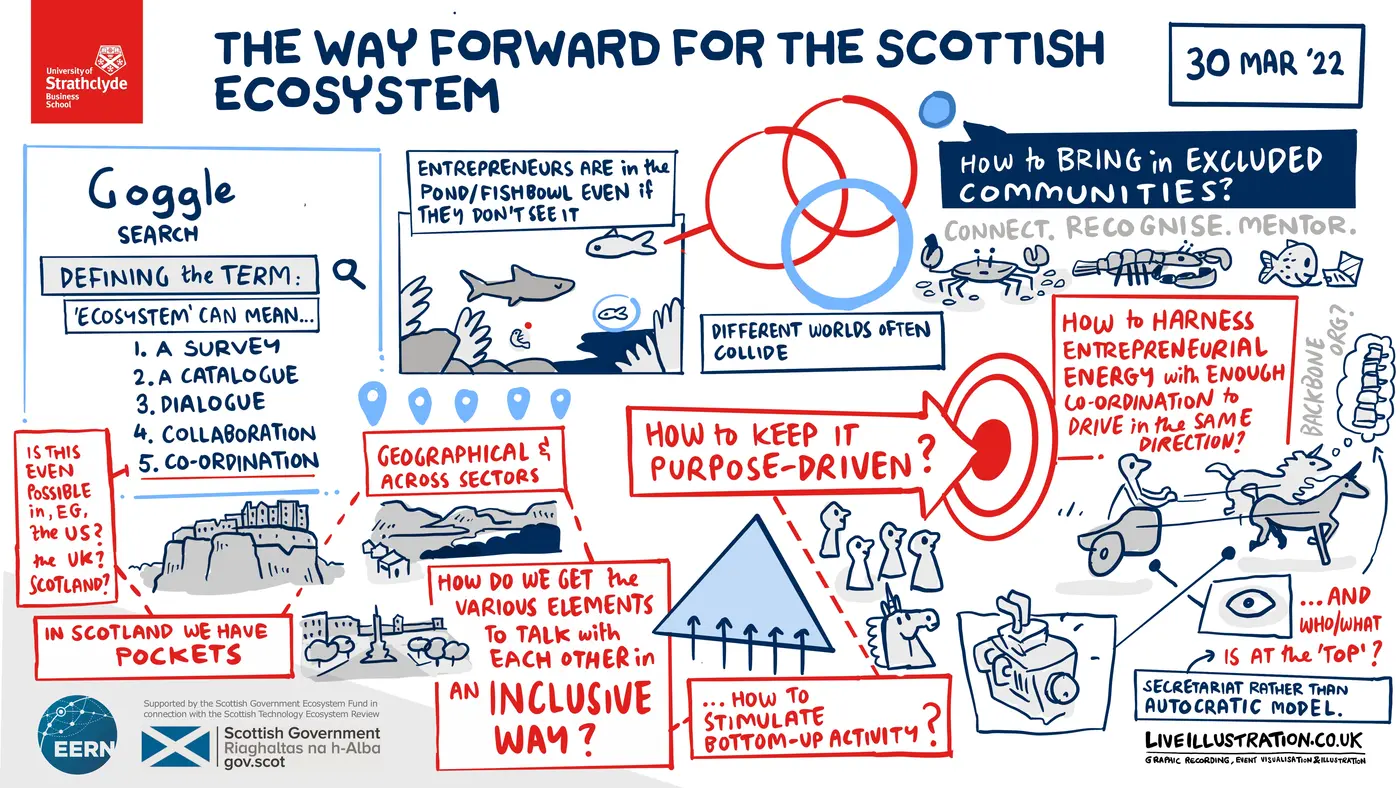 University of
Strathclyde
Business
School
THE WAY FORWARD FOR THE SCOTTISH
ECOSYSTEM
30 MAR '22
Goggle
SEARCH
DEFINING the TERM:
'ECOSYSTEM' CAN MEAN...
1. A SURVEY
2. A CATALOGUE
3. DIALOGUE
4. COLLABORATION
5. CO-ORDINATION
IS THIS
EVEN
POSSIBLE
in, EG,
the US?
the UK?
SCOTLAND?
IN SCOTLAND WE HAVE
POCKETS
ENTREPRENEURS ARE in the
POND/FISHBOWL EVEN if
THEY DON'T SEE IT
DIFFERENT WORLDS OFTEN
COLLIDE
GEOGRAPHICAL &
ACROSS SECTORS
HOW DO WE GET the
VARIOUS ELEMENTS
TO TALK with
EACH OTHER in
AN INCLUSIVE
WAY?
HOW to KEEP IT
PURPOSE-DRIVEN?
...HOW TO
STIMULATE
BOTTOM-UP ACTIVITY?
HOW to BRING in EXCLUDED
COMMUNITIES?
CONNECT. RECOGNISE. MENTOR.
HOW to HARNESS
ENTREPRENEURIAL
ENERGY with ENOUGH
CO-ORDINATION to
DRIVE in the SAME
DIRECTION?
BACKBONE
ORG?
...AND
WHO/WHAT
IS AT the 'TOP'?
SECRETARIAT RATHER THAN
AUTOCRATIC MODEL.
EERN
Supported by the Scottish Government Ecosystem Fund in
connection with the Scottish Technology Ecosystem Review
Scottish Government
Riaghaltas na h-Alba
gov.scot
LIVEILLUSTRATION.CO.UK
GRAPHIC RECORDING, EVENT VISUALISATION & ILLUSTRATION